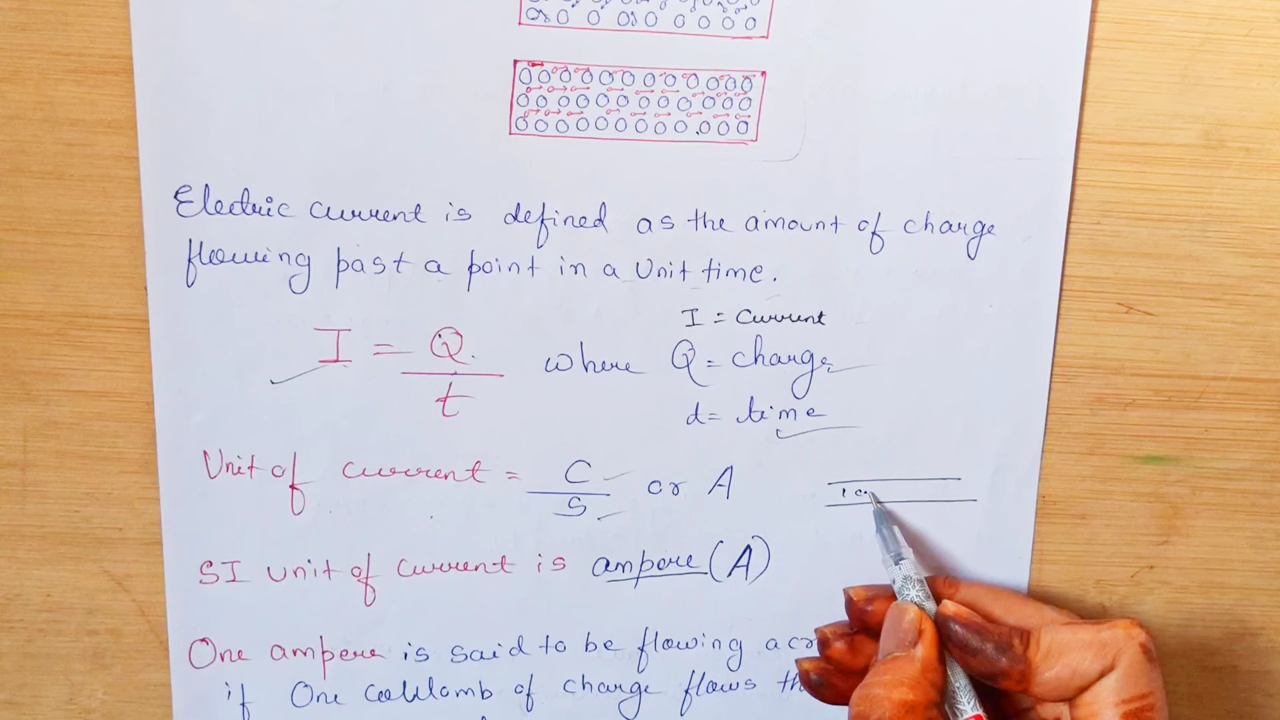 Electric current is defined as the amount of charge
flowing past a point in a Unit time.
I = Q/t where I = Current
Q = charge
d = time
Unit of current = C/S or A
1 co
SI unit of current is ampere (A)
One ampere is said to be flowing
if One coulomb of charge flows